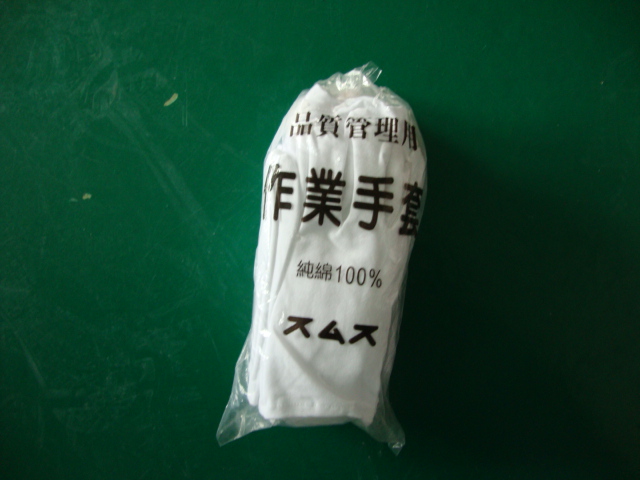 品質管理用
作業手套
純綿100%
スムス